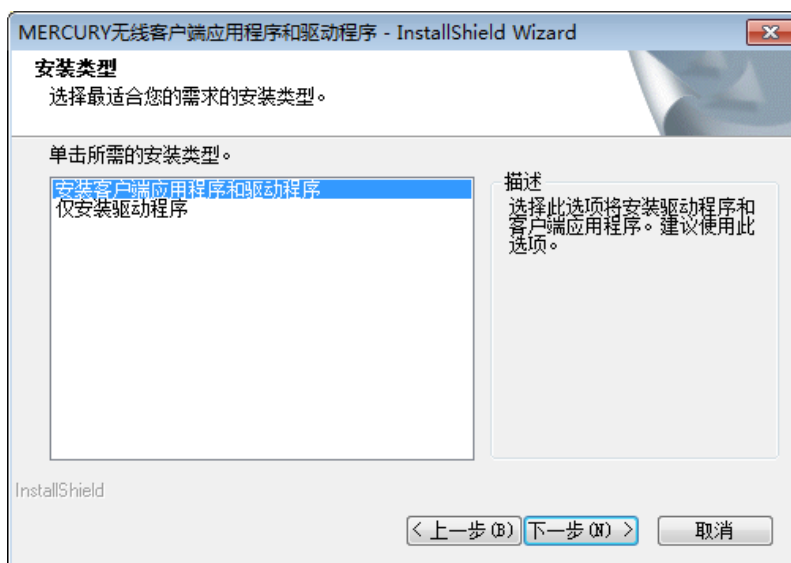 MERCURY无线客户端应用程序和驱动程序 - InstallShield Wizard
安装类型
选择最适合您的需求的安装类型。
单击所需的安装类型。
安装客户端应用程序和驱动程序
仅安装驱动程序
描述
选择此选项将安装驱动程序和
客户端应用程序。建议使用此
选项。
InstallShield
< 上一步(B)
下一步(N) >
取消